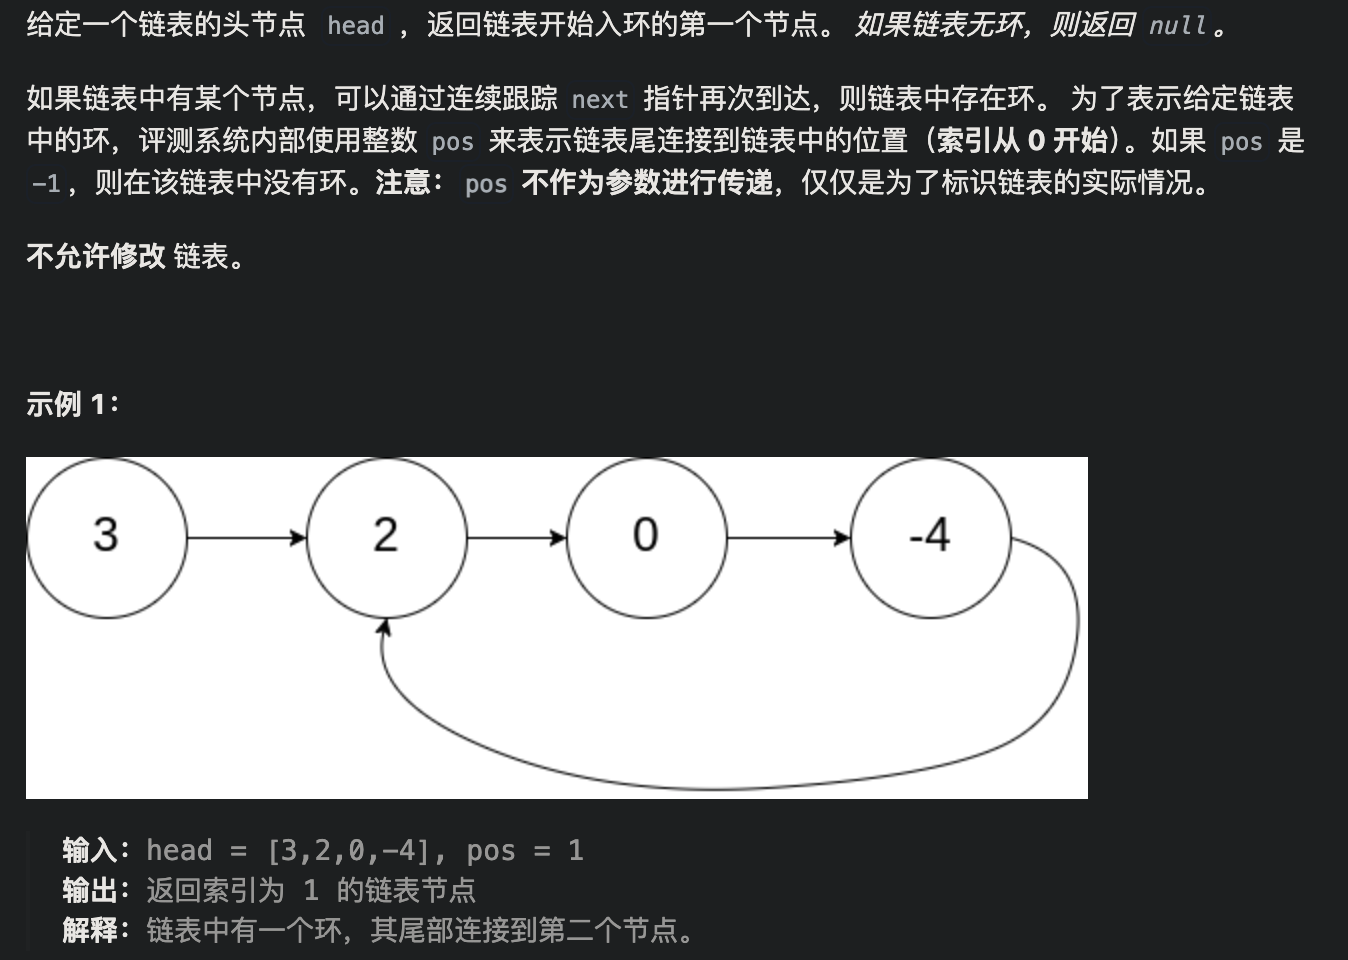 给定一个链表的头节点 head ，返回链表开始入环的第一个节点。 如果链表无环，则返回 null。
如果链表中有某个节点，可以通过连续跟踪 next 指针再次到达，则链表中存在环。 为了表示给定链表
中的环，评测系统内部使用整数 pos 来表示链表尾连接到链表中的位置（索引从 0 开始）。如果 pos 是
-1，则在该链表中没有环。注意：pos 不作为参数进行传递，仅仅是为了标识链表的实际情况。
不允许修改 链表。
示例 1：
3 2 0 -4
输入：head = [3,2,0,-4], pos = 1
输出：返回索引为 1 的链表节点
解释：链表中有一个环，其尾部连接到第二个节点。